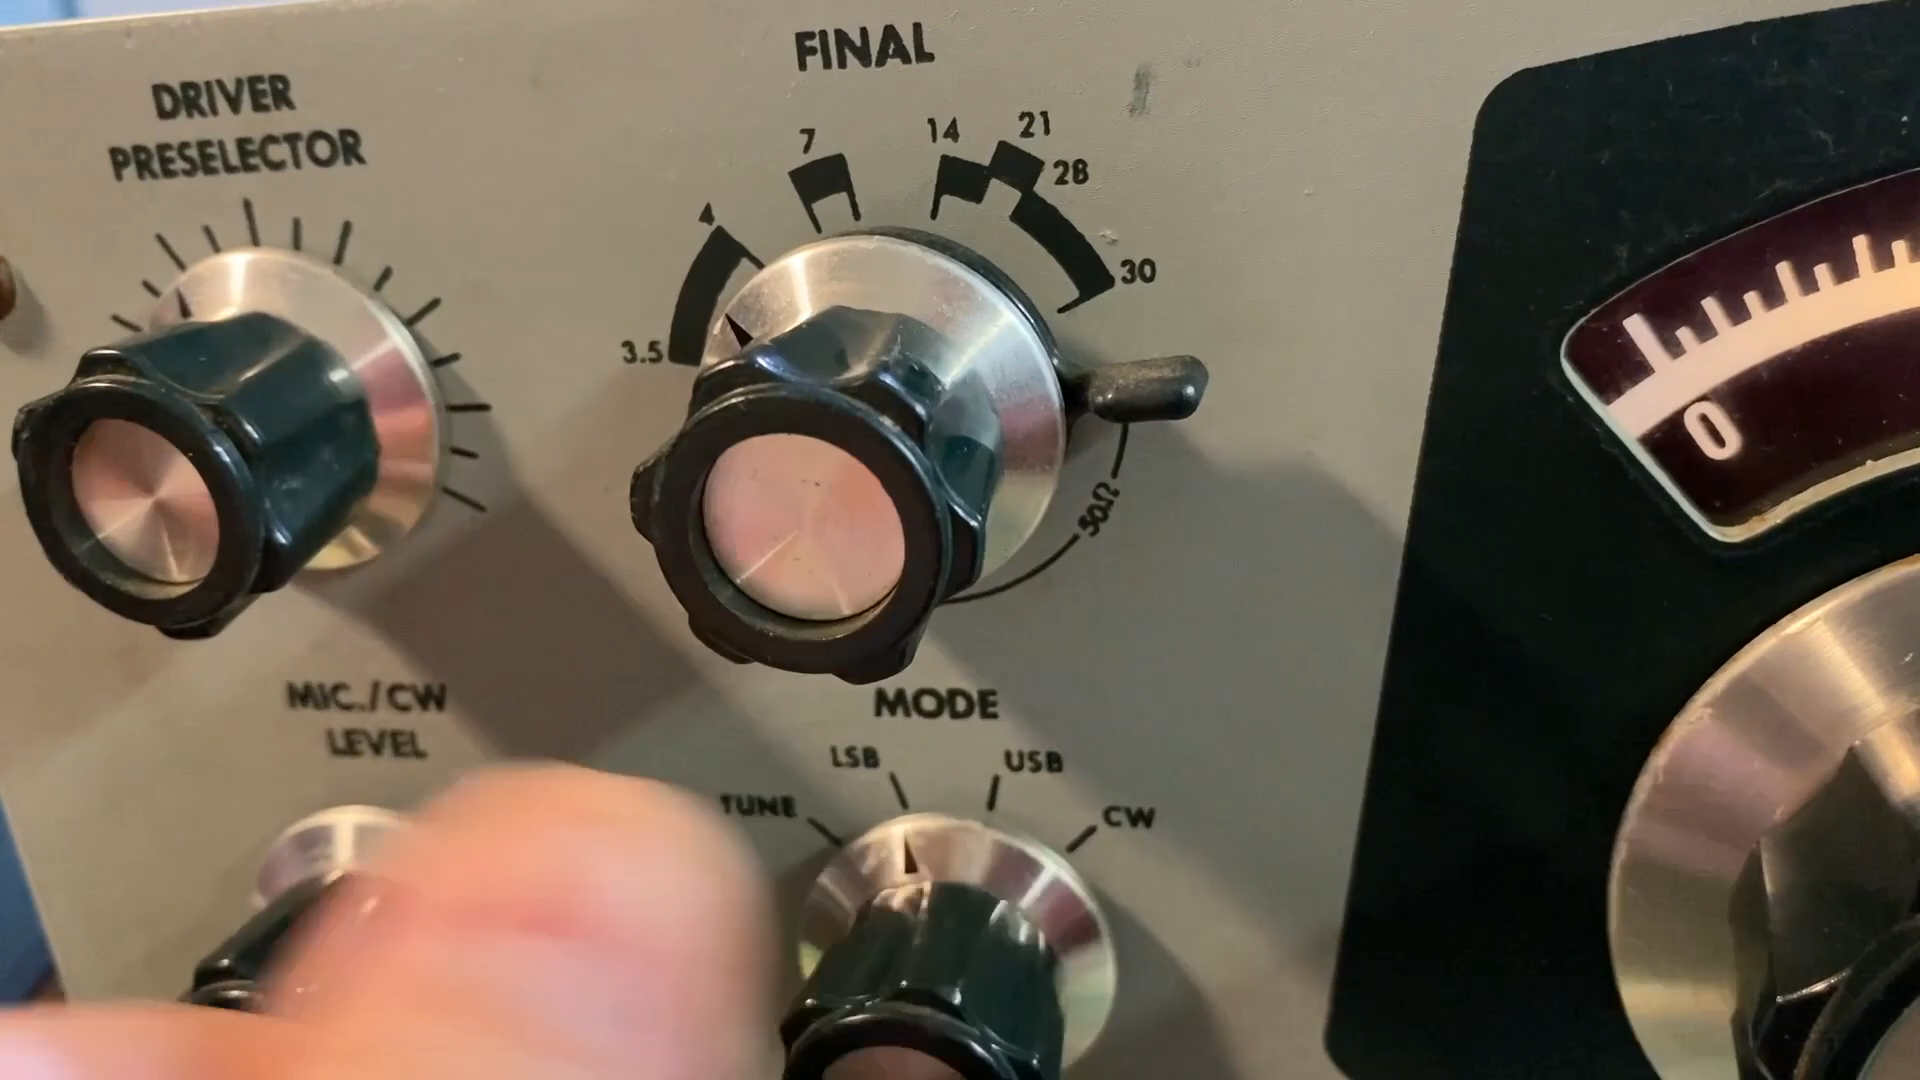 FINAL
DRIVER
PRESELECTOR
7
14
21
28
4
30
3.5
50Ω
0
MIC./CW
LEVEL
MODE
LSB
USB
TUNE
CW